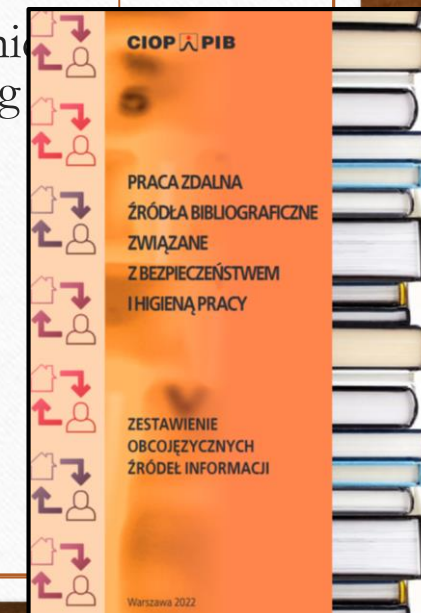 CIOP PIB
PRACA ZDALNA
ŹRÓDŁA BIBLIOGRAFICZNE
ZWIĄZANE
Z BEZPIECZEŃSTWEM
I HIGIENĄ PRACY
ZESTAWIENIE
OBCOJĘZYCZNYCH
ŹRÓDEŁ INFORMACJI
Warszawa 2022